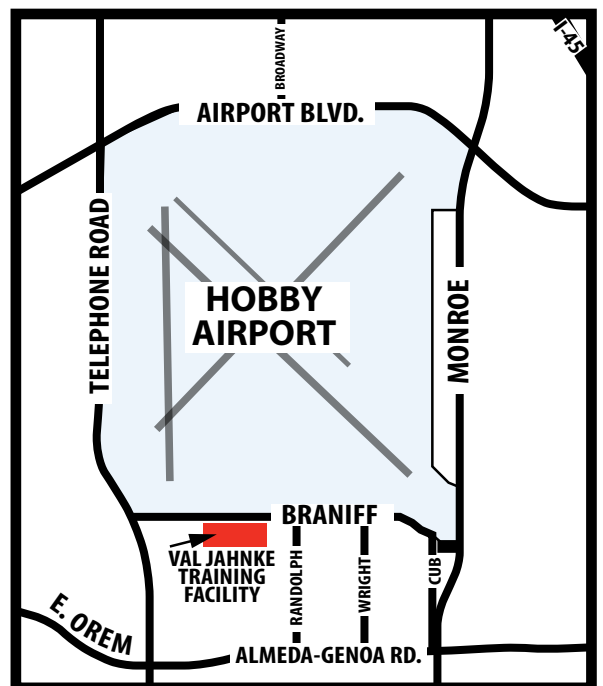 I-45
BROADWAY
AIRPORT BLVD.
TELEPHONE ROAD
HOBBY
AIRPORT
MONROE
BRANIFF
VAL JAHNKE
TRAINING
FACILITY
RANDOLPH
WRIGHT
CUB
E. OREM
ALMEDA-GENOA RD.